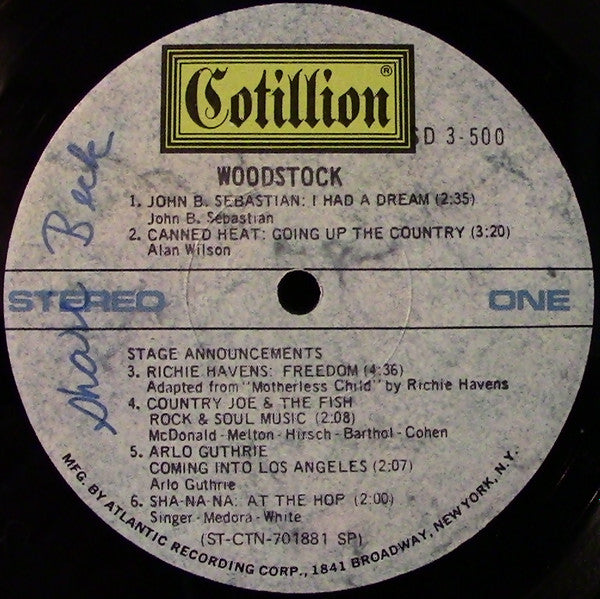 Cotillion ®
SD 3-500
WOODSTOCK
1. JOHN B. SEBASTIAN: I HAD A DREAM (2:35)
John B. Sebastian
2. CANNED HEAT: GOING UP THE COUNTRY (3:20)
Alan Wilson
STEREO
ONE
STAGE ANNOUNCEMENTS
3. RICHIE HAVENS: FREEDOM (4:36)
Adapted from "Motherless Child" by Richie Havens
4. COUNTRY JOE & THE FISH
ROCK & SOUL MUSIC (2:08)
McDonald - Melton - Hirsch - Barthol - Cohen
5. ARLO GUTHRIE
COMING INTO LOS ANGELES (2:07)
Arlo Guthrie
6. SHA-NA-NA: AT THE HOP (2:00)
Singer - Medora - White
(ST-CTN-701881 SP)
MFG. BY ATLANTIC RECORDING CORP., 1841 BROADWAY, NEW YORK, N.Y.
Shari Beck